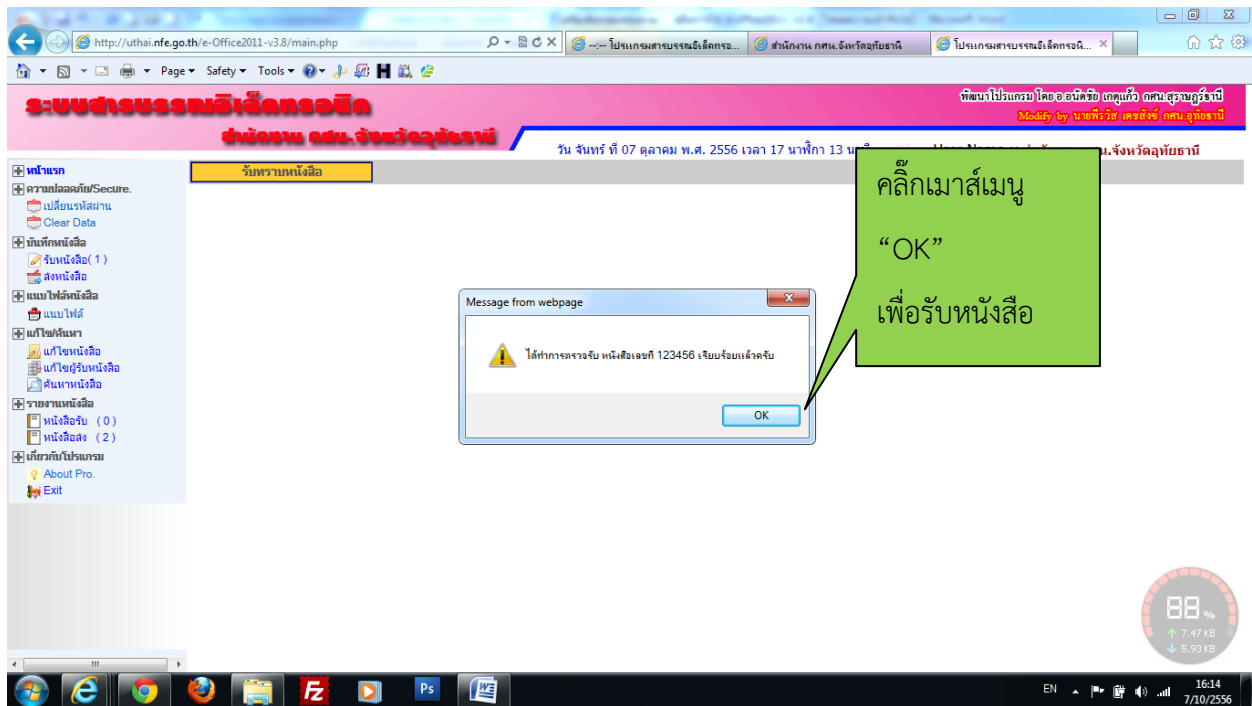 http://uthai.nfe.go.th/e-Office2011-v3.8/main.php
--:-- โปรแกรมสารบรรณอิเล็กทรอ...
สำนักงาน กศน.จังหวัดอุทัยธานี
โปรแกรมสารบรรณอิเล็กทรอนิ...
Page Safety Tools
ระบบสารบรรณอิเล็กทรอนิก
สำนักงาน กศน.จังหวัดอุทัยธานี
พัฒนาโปรแกรม โดย อ.อนิตชัย เกตุแก้ว กศน.สุราษฎร์ธานี
Modify by นายพีรวัส เดชสังข์ กศน.อุทัยธานี
วัน จันทร์ ที่ 07 ตุลาคม พ.ศ. 2556 เวลา 17 นาฬิกา 13
น.จังหวัดอุทัยธานี
รับทราบหนังสือ
หน้าแรก
ความปลอดภัย/Secure.
เปลี่ยนรหัสผ่าน
Clear Data
บันทึกหนังสือ
รับหนังสือ( 1 )
ส่งหนังสือ
แนบไฟล์หนังสือ
แนบไฟล์
แก้ไข/ค้นหา
แก้ไขหนังสือ
แก้ไขผู้รับหนังสือ
ค้นหาหนังสือ
รายงานหนังสือ
หนังสือรับ ( 0 )
หนังสือส่ง ( 2 )
เกี่ยวกับโปรแกรม
About Pro.
Exit
คลิ๊กเมาส์เมนู
“OK”
เพื่อรับหนังสือ
Message from webpage
ได้ทำการตรวจรับ หนังสือเลขที่ 123456 เรียบร้อยแล้วครับ
OK
88%
7.47 KB
5.93 KB
Ps
EN
16:14
7/10/2556